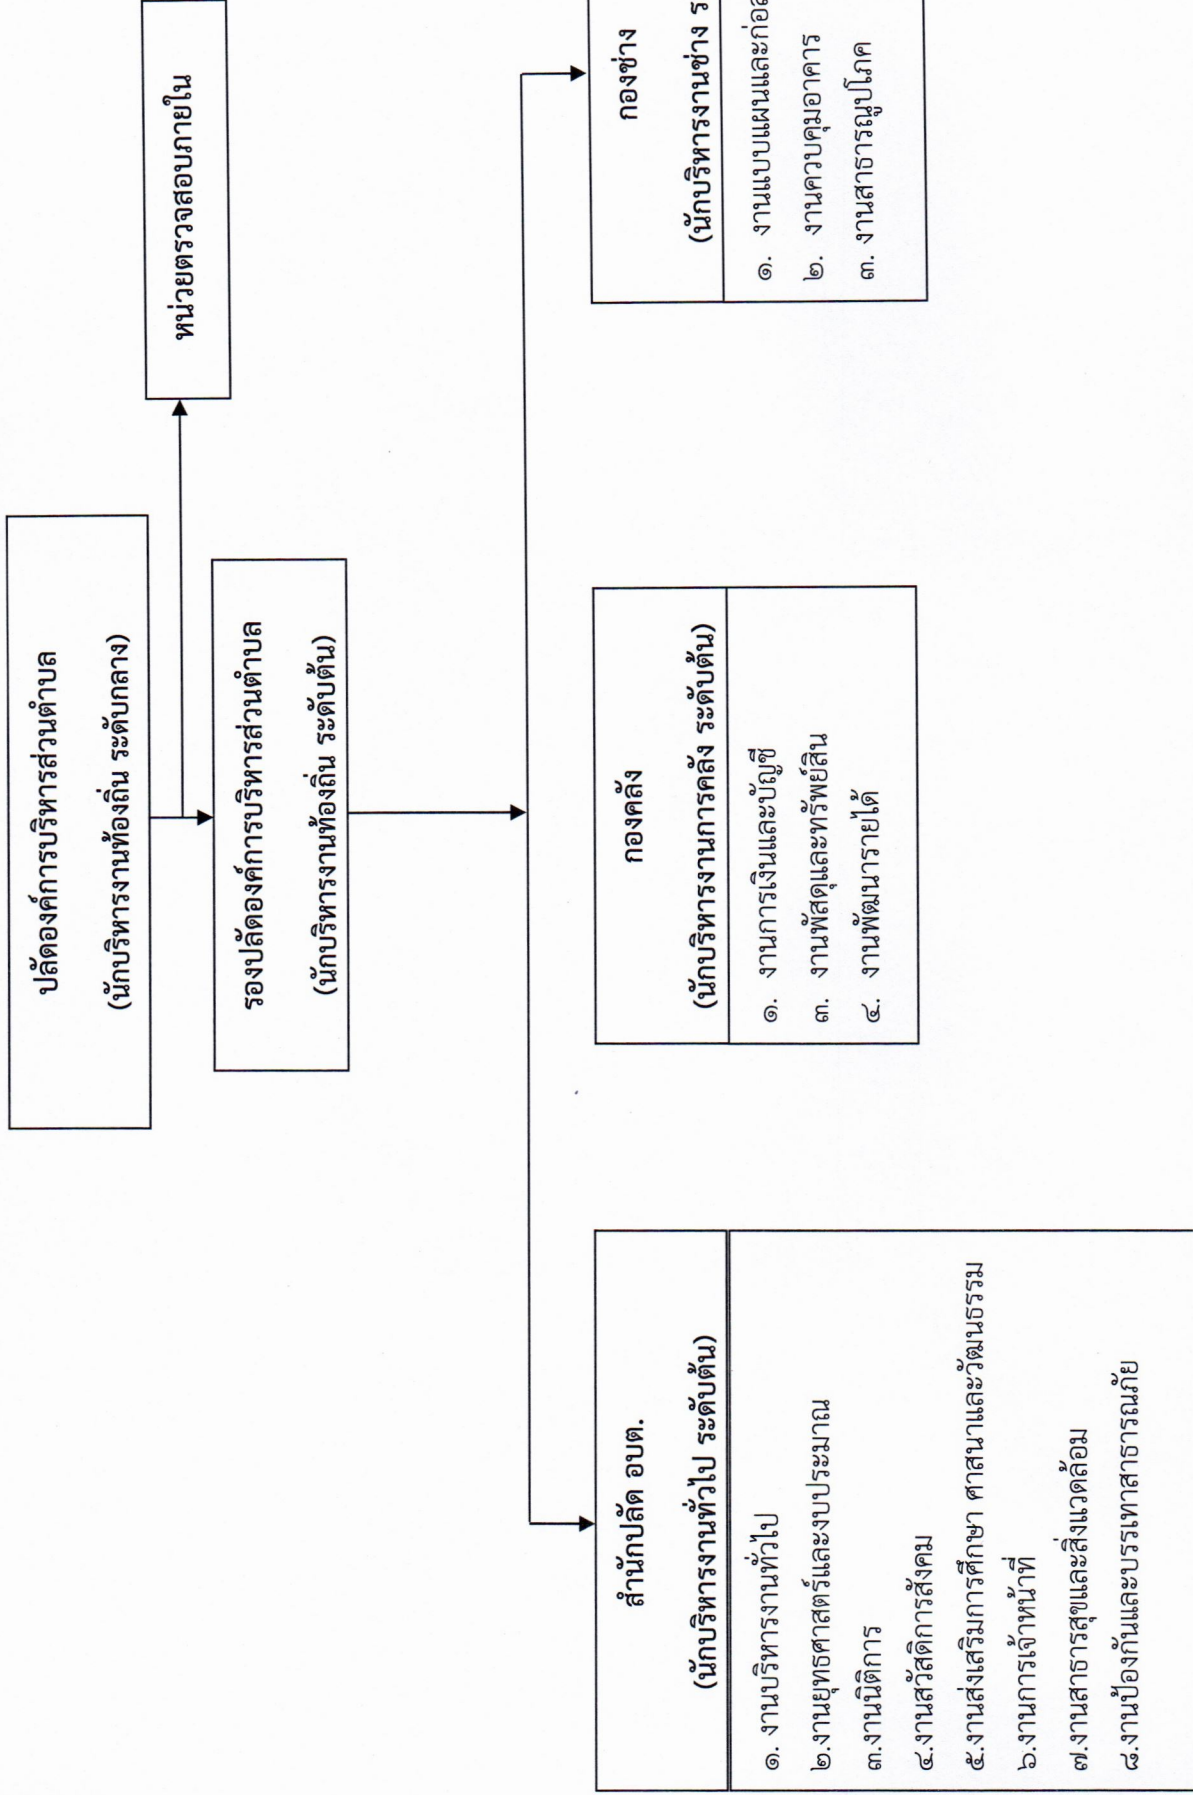 ปลัดองค์การบริหารส่วนตำบล
(นักบริหารงานท้องถิ่น ระดับกลาง)
หน่วยตรวจสอบภายใน
รองปลัดองค์การบริหารส่วนตำบล
(นักบริหารงานท้องถิ่น ระดับต้น)
สำนักปลัด อบต.
(นักบริหารงานทั่วไป ระดับต้น)
๑. งานบริหารงานทั่วไป
๒.งานยุทธศาสตร์และงบประมาณ
๓.งานนิติการ
๔.งานสวัสดิการสังคม
๕.งานส่งเสริมการศึกษา ศาสนาและวัฒนธรรม
๖.งานการเจ้าหน้าที่
๗.งานสาธารสุขและสิ่งแวดล้อม
๘.งานป้องกันและบรรเทาสาธารณภัย
กองคลัง
(นักบริหารงานการคลัง ระดับต้น)
๑. งานการเงินและบัญชี
๓. งานพัสดุและทรัพย์สิน
๔. งานพัฒนารายได้
กองช่าง
(นักบริหารงานช่าง
๑. งานแบบแผนและก่อส
๒. งานควบคุมอาคาร
๓. งานสาธารณูปโภค